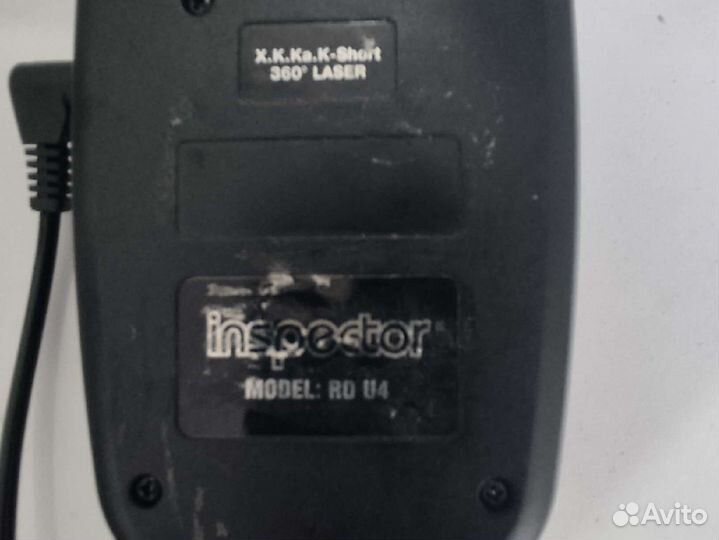 X.K.Ka.K-Short
360° LASER
inspector
MODEL: RD U4
Avito